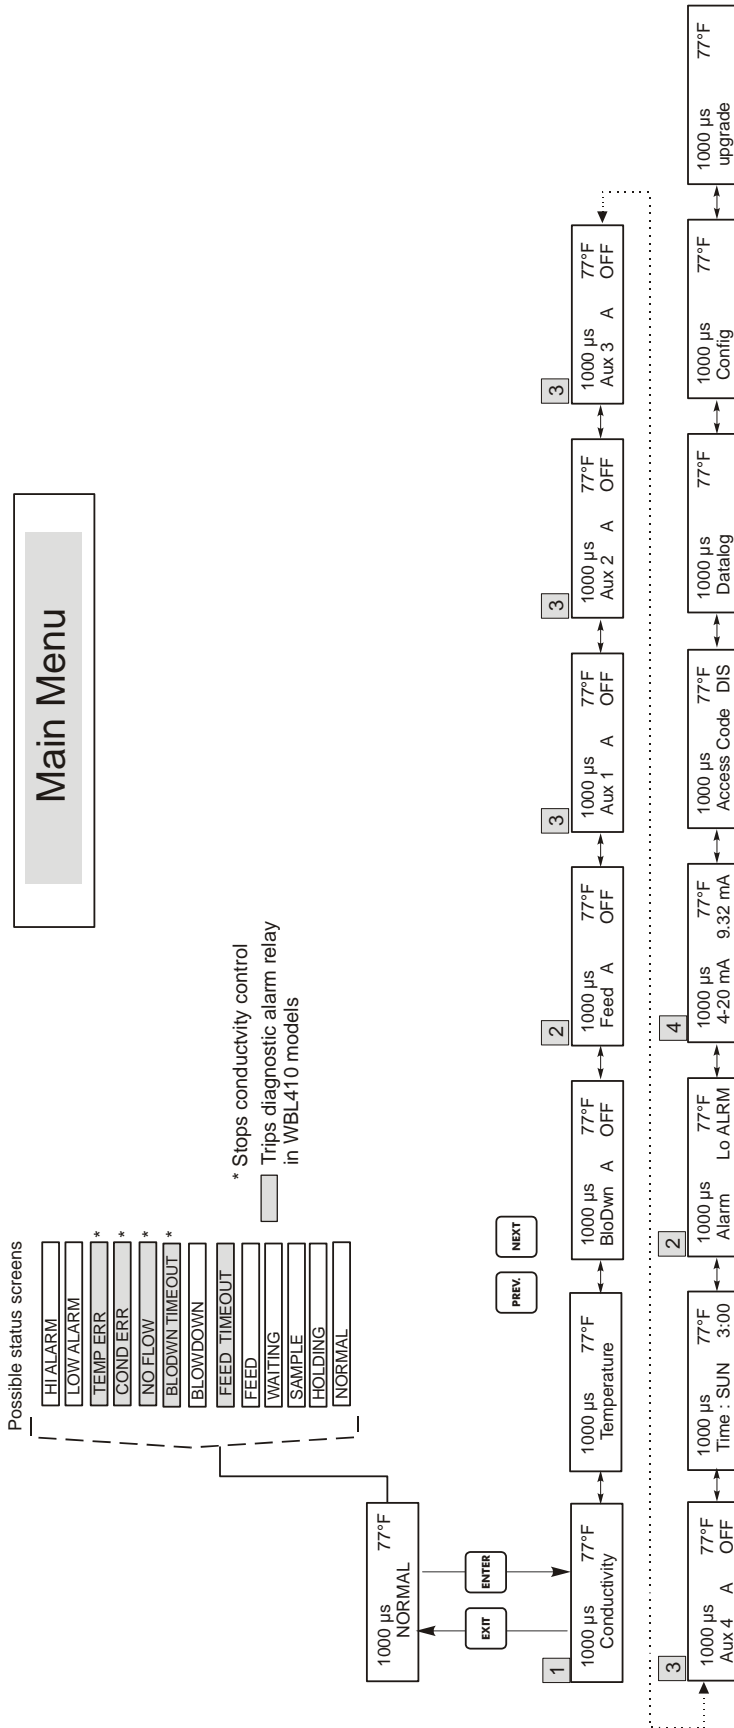 Main Menu
Possible status screens
HI ALARM
LOW ALARM
TEMP ERR *
COND ERR *
NO FLOW *
BLODWN TIMEOUT *
BLOWDOWN
FEED TIMEOUT
FEED
WAITING
SAMPLE
HOLDING
NORMAL
* Stops conductvity control
Trips diagnostic alarm relay
in WBL410 models
1000 µs 77°F
NORMAL
EXIT
ENTER
PREV.
NEXT
1
1000 µs 77°F
Conductivity
1000 µs 77°F
Temperature
1000 µs 77°F
BloDwn A OFF
2
1000 µs 77°F
Feed A OFF
3
1000 µs 77°F
Aux 1 A OFF
3
1000 µs 77°F
Aux 2 A OFF
3
1000 µs 77°F
Aux 3 A OFF
3
1000 µs 77°F
Aux 4 A OFF
1000 µs 77°F
Time : SUN 3:00
2
1000 µs 77°F
Alarm Lo ALRM
4
1000 µs 77°F
4-20 mA 9.32 mA
1000 µs 77°F
Access Code DIS
1000 µs 77°F
Datalog
1000 µs 77°F
Config
1000 µs 77°F
upgrade